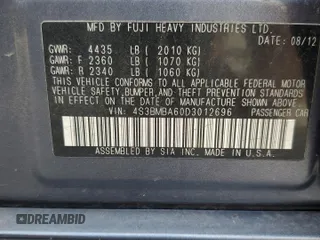 MFD BY FUJI HEAVY INDUSTRIES LTD.
DATE: 08/12
GVWR: 4435 LB ( 2010 KG)
GAWR: F 2360 LB ( 1070 KG)
GAWR: R 2340 LB ( 1060 KG)
THIS VEHICLE CONFORMS TO ALL APPLICABLE FEDERAL MOTOR
VEHICLE SAFETY, BUMPER, AND THEFT PREVENTION STANDARDS
IN EFFECT ON THE DATE OF MANUFACTURE SHOWN ABOVE.
VIN: 4S3BMBA60D3012696 PASSENGER CAR
ASSEMBLED BY SIA INC. MADE IN U.S.A.
DREAMBID
dreambid.com